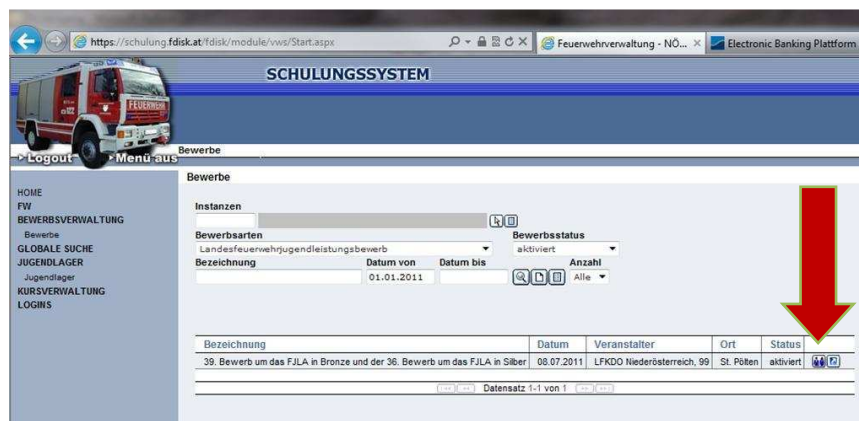 https://schulung.fdisk.at/fdisk/module/vws/Start.aspx
Feuerwehrverwaltung - NÖ...
Electronic Banking Plattform
SCHULUNGSSYSTEM
FEUERWEHR
Logout
Menü aus
Bewerbe
Bewerbe
HOME
FW
BEWERBSVERWALTUNG
Bewerbe
GLOBALE SUCHE
JUGENDLAGER
Jugendlager
KURSVERWALTUNG
LOGINS
Instanzen
Bewerbsarten Bewerbsstatus
Landesfeuerwehrjugendleistungsbewerb aktiviert
Bezeichnung Datum von Datum bis Anzahl
01.01.2011 Alle
Bezeichnung Datum Veranstalter Ort Status
39. Bewerb um das FJLA in Bronze und der 36. Bewerb um das FJLA in Silber 08.07.2011 LFKDO Niederösterreich, 99 St. Pölten aktiviert
Datensatz 1-1 von 1